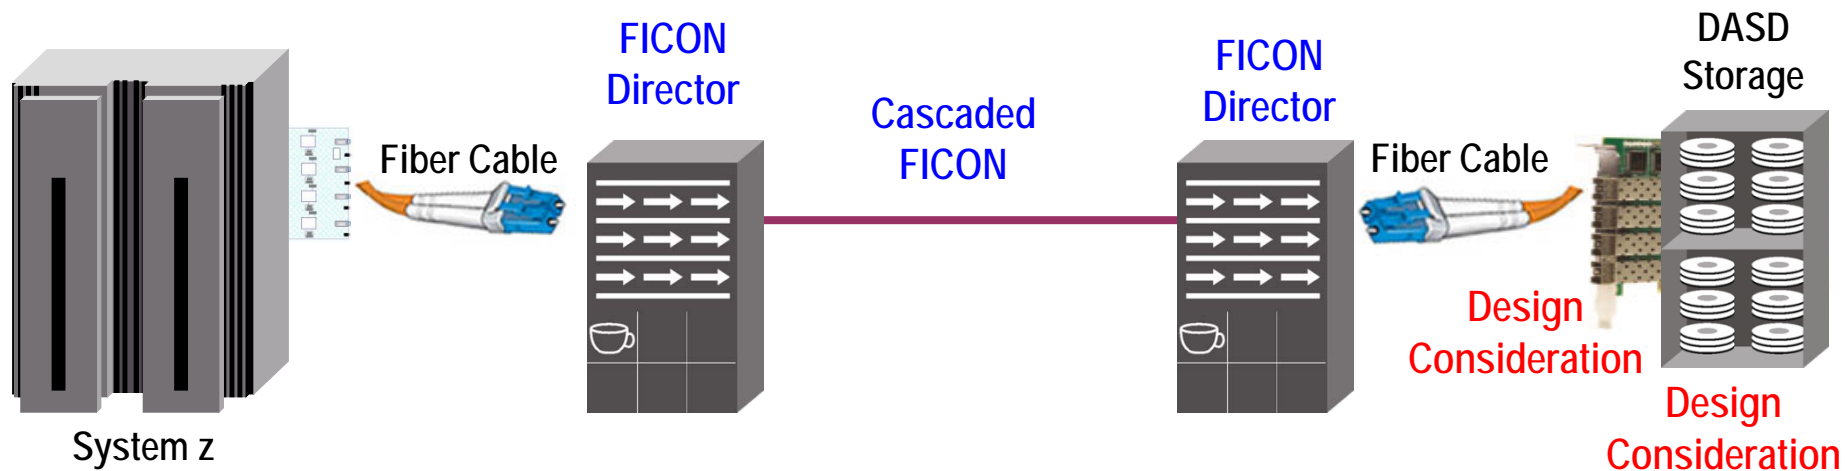 FICON
Director
FICON
Director
DASD
Storage
Cascaded
FICON
Fiber Cable
Fiber Cable
Design
Consideration
Design
Consideration
System z